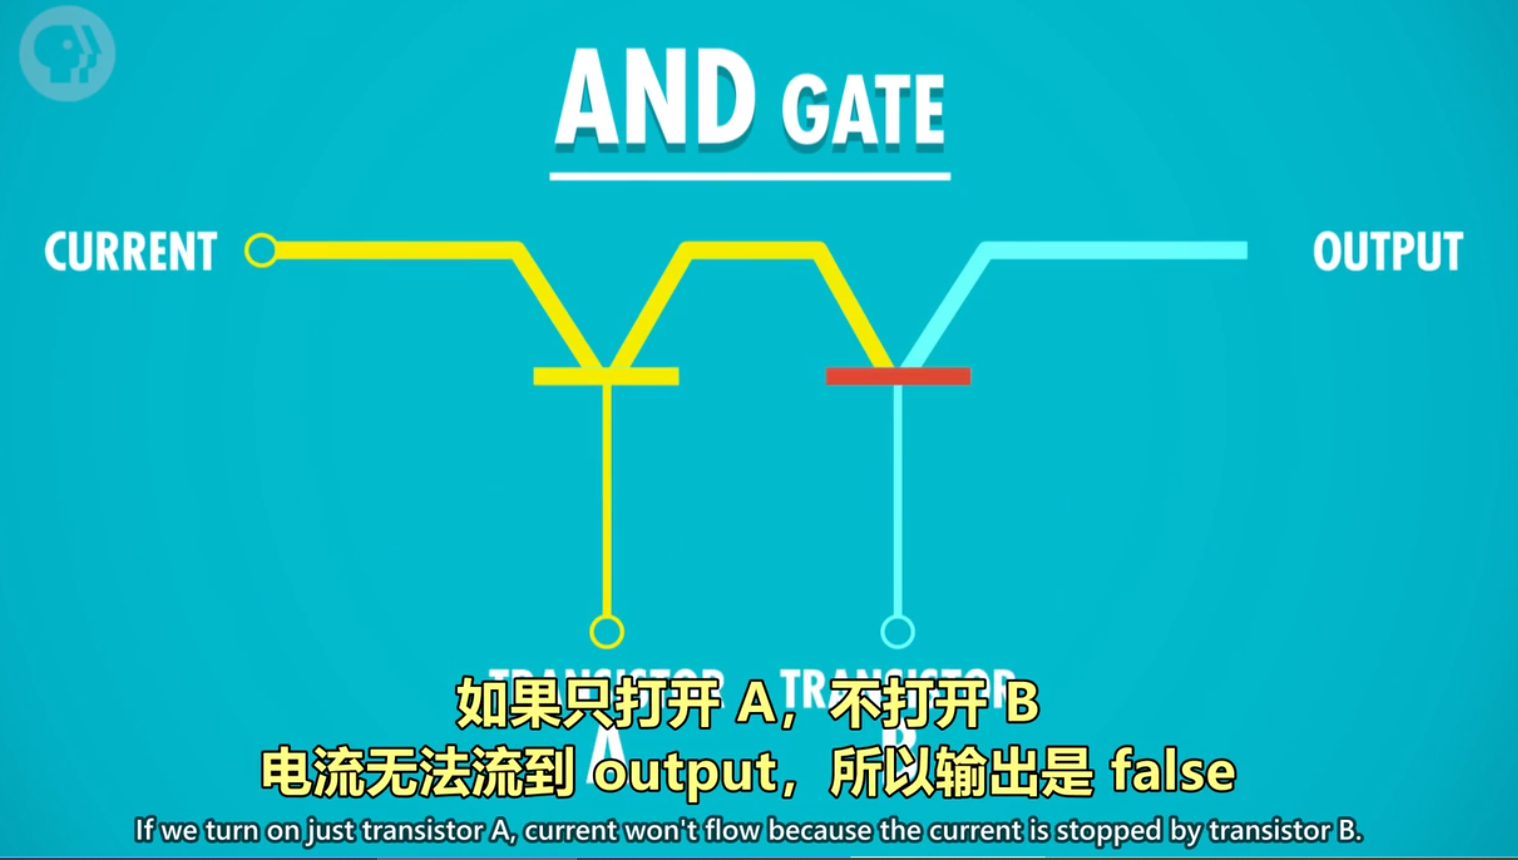 AND GATE
CURRENT
OUTPUT
TRANSISTOR TRANSISTOR
A B
如果只打开 A，不打开 B
电流无法流到 output，所以输出是 false
If we turn on just transistor A, current won't flow because the current is stopped by transistor B.